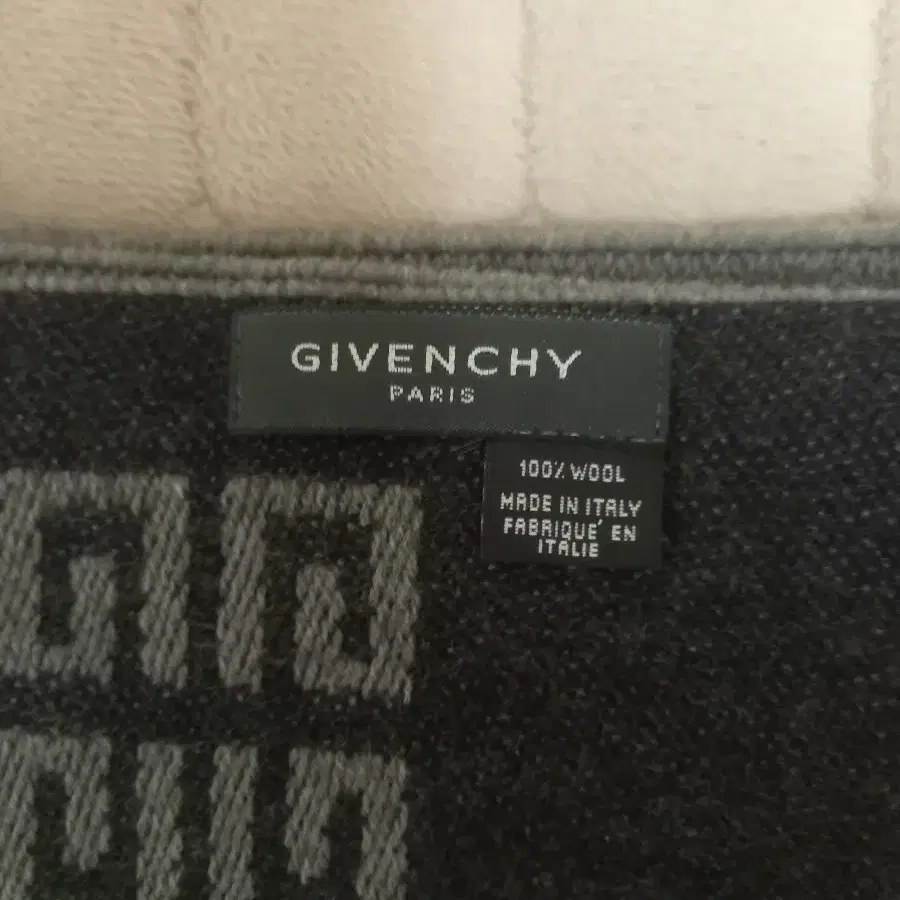 GIVENCHY
PARIS
100% WOOL
MADE IN ITALY
FABRIQUE´ EN
ITALIE